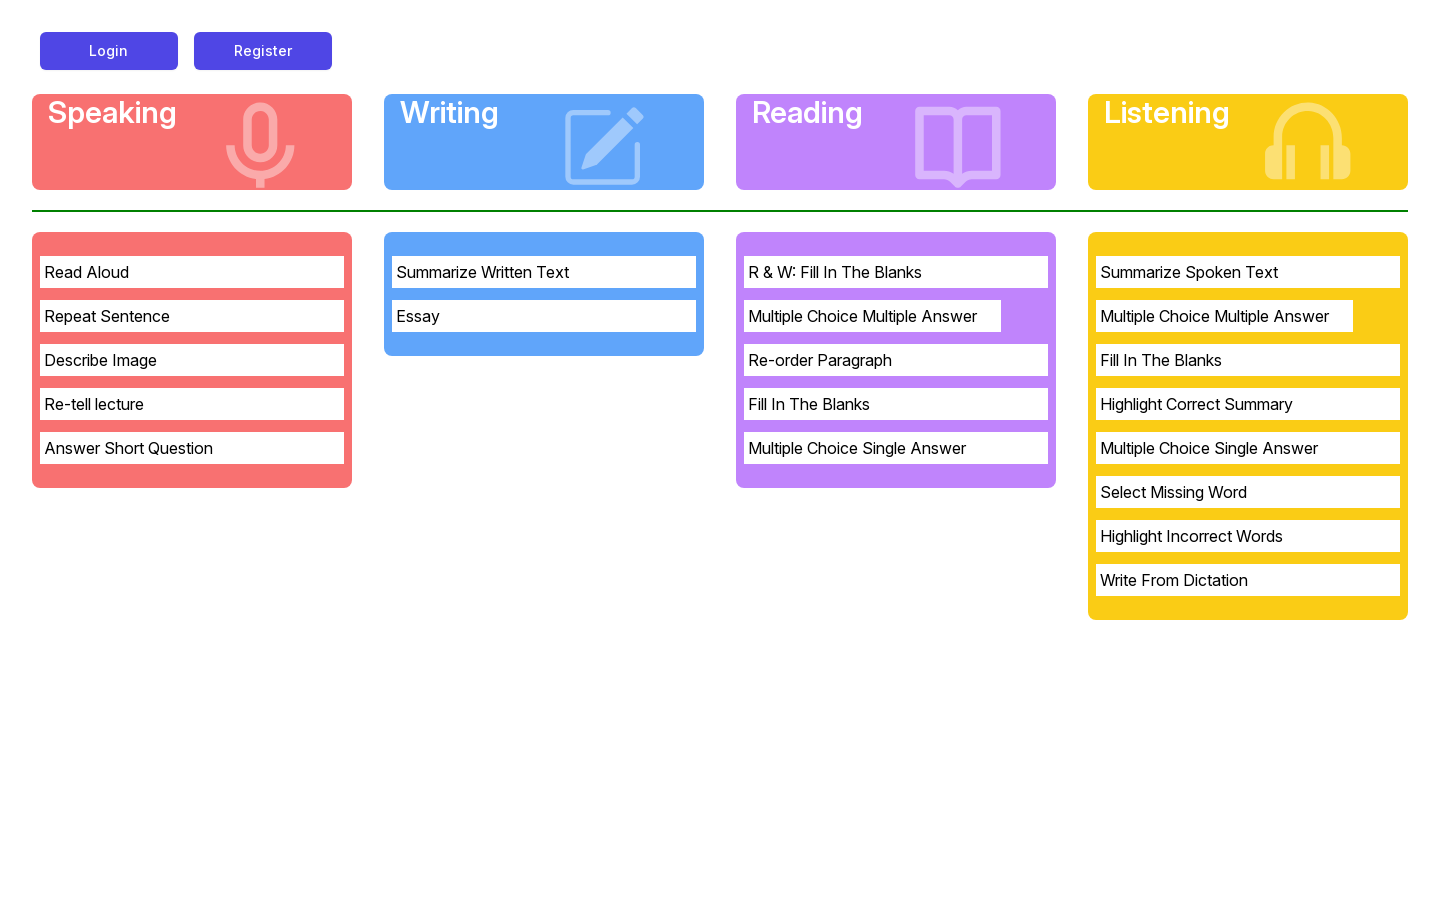 Login
Register
Speaking
Writing
Reading
Listening
Read Aloud
Repeat Sentence
Describe Image
Re-tell lecture
Answer Short Question
Summarize Written Text
Essay
R & W: Fill In The Blanks
Multiple Choice Multiple Answer
Re-order Paragraph
Fill In The Blanks
Multiple Choice Single Answer
Summarize Spoken Text
Multiple Choice Multiple Answer
Fill In The Blanks
Highlight Correct Summary
Multiple Choice Single Answer
Select Missing Word
Highlight Incorrect Words
Write From Dictation